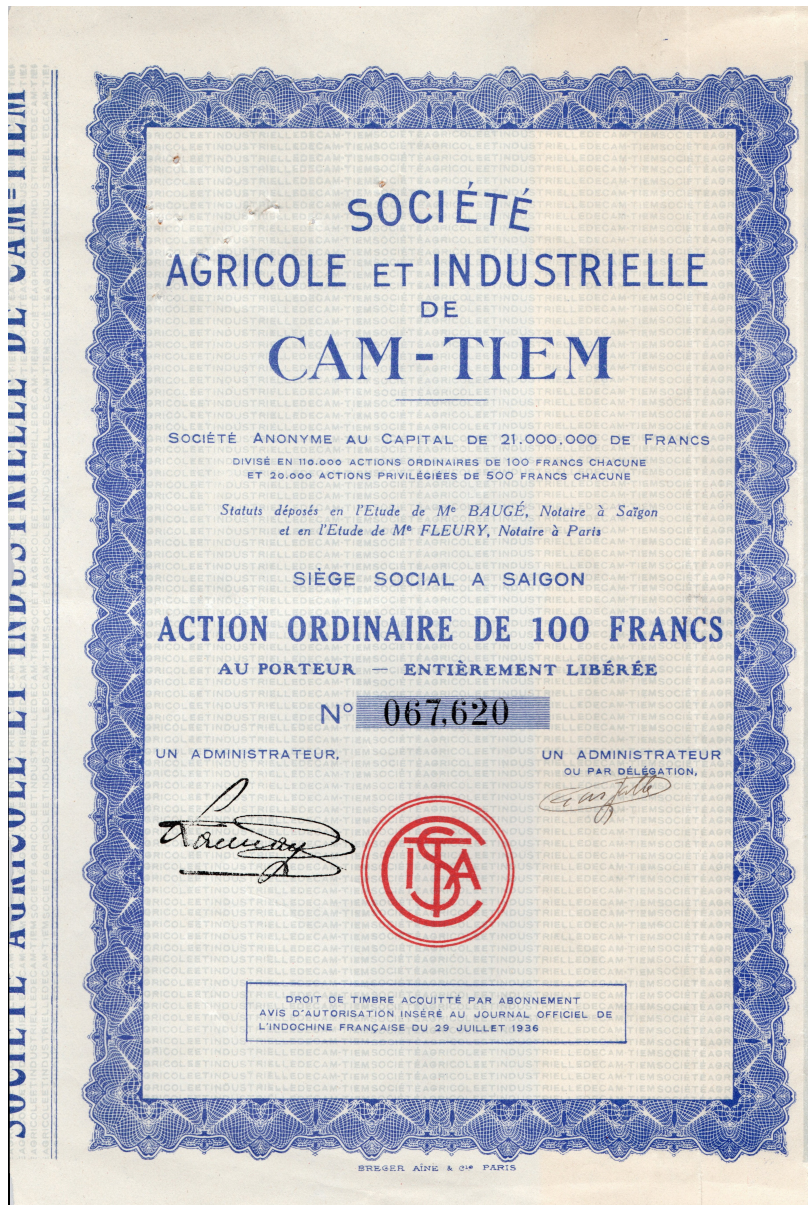 SOCIÉTÉ AGRICOLE ET INDUSTRIELLE DE CAM-TIEM
SOCIÉTÉ
AGRICOLE ET INDUSTRIELLE
DE
CAM-TIEM
SOCIÉTÉ ANONYME AU CAPITAL DE 21.000.000 DE FRANCS
DIVISÉ EN 110.000 ACTIONS ORDINAIRES DE 100 FRANCS CHACUNE
ET 20.000 ACTIONS PRIVILÉGIÉES DE 500 FRANCS CHACUNE
Statuts déposés en l'Etude de Me BAUGÉ, Notaire à Saïgon
et en l'Etude de Me FLEURY, Notaire à Paris
SIÈGE SOCIAL A SAIGON
ACTION ORDINAIRE DE 100 FRANCS
AU PORTEUR — ENTIÈREMENT LIBÉRÉE
No 067,620
UN ADMINISTRATEUR,
UN ADMINISTRATEUR
OU PAR DÉLÉGATION,
DROIT DE TIMBRE ACQUITTÉ PAR ABONNEMENT
AVIS D'AUTORISATION INSÉRÉ AU JOURNAL OFFICIEL DE
L'INDOCHINE FRANÇAISE DU 29 JUILLET 1936
BREGER AÎNE & Cie PARIS